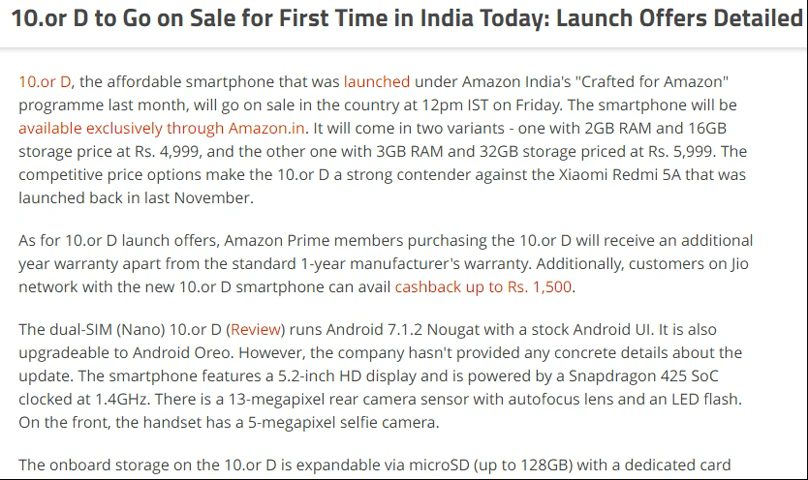 10.or D to Go on Sale for First Time in India Today: Launch Offers Detailed
10.or D, the affordable smartphone that was launched under Amazon India's "Crafted for Amazon"
programme last month, will go on sale in the country at 12pm IST on Friday. The smartphone will be
available exclusively through Amazon.in. It will come in two variants - one with 2GB RAM and 16GB
storage price at Rs. 4,999, and the other one with 3GB RAM and 32GB storage priced at Rs. 5,999. The
competitive price options make the 10.or D a strong contender against the Xiaomi Redmi 5A that was
launched back in last November.
As for 10.or D launch offers, Amazon Prime members purchasing the 10.or D will receive an additional
year warranty apart from the standard 1-year manufacturer's warranty. Additionally, customers on Jio
network with the new 10.or D smartphone can avail cashback up to Rs. 1,500.
The dual-SIM (Nano) 10.or D (Review) runs Android 7.1.2 Nougat with a stock Android UI. It is also
upgradeable to Android Oreo. However, the company hasn't provided any concrete details about the
update. The smartphone features a 5.2-inch HD display and is powered by a Snapdragon 425 SoC
clocked at 1.4GHz. There is a 13-megapixel rear camera sensor with autofocus lens and an LED flash.
On the front, the handset has a 5-megapixel selfie camera.
The onboard storage on the 10.or D is expandable via microSD (up to 128GB) with a dedicated card